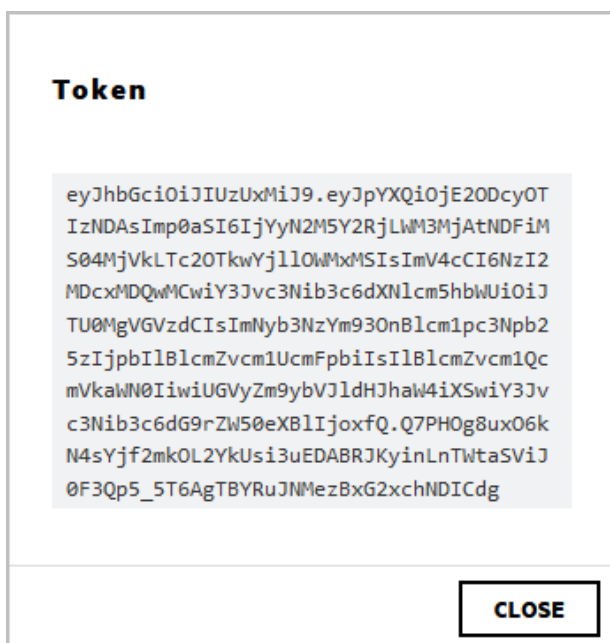 Token
eyJhbGciOiJIUzUxMiJ9.eyJpYXQiOjE2ODcyOT
IzNDAsImp0aSI6IjYyN2M5Y2RjLWM3MjAtNDFiM
S04MjVkLTc2OTkwYjllOWMxMSIsImV4cCI6NzI2
MDcxMDQwMCwiY3Jvc3Nib3c6dXNlcm5hbWUiOiJ
TU0MgVGVzdCIsImNyb3NzYm93OnBlcm1pc3Npb2
5zIjpbIlBlcmZvcm1UcmFpbiIsIlBlcmZvcm1Qc
mVkaWN0IiwiUGVyZm9ybVJldHJhaW4iXSwiY3Jv
c3Nib3c6dG9rZW50eXBlIjoxfQ.Q7PHOg8uxO6k
N4sYjf2mkOL2YkUsi3uEDABRJKyinLnTWtaSViJ
0F3Qp5_5T6AgTBYRuJNMezBxG2xchNDICdg
CLOSE